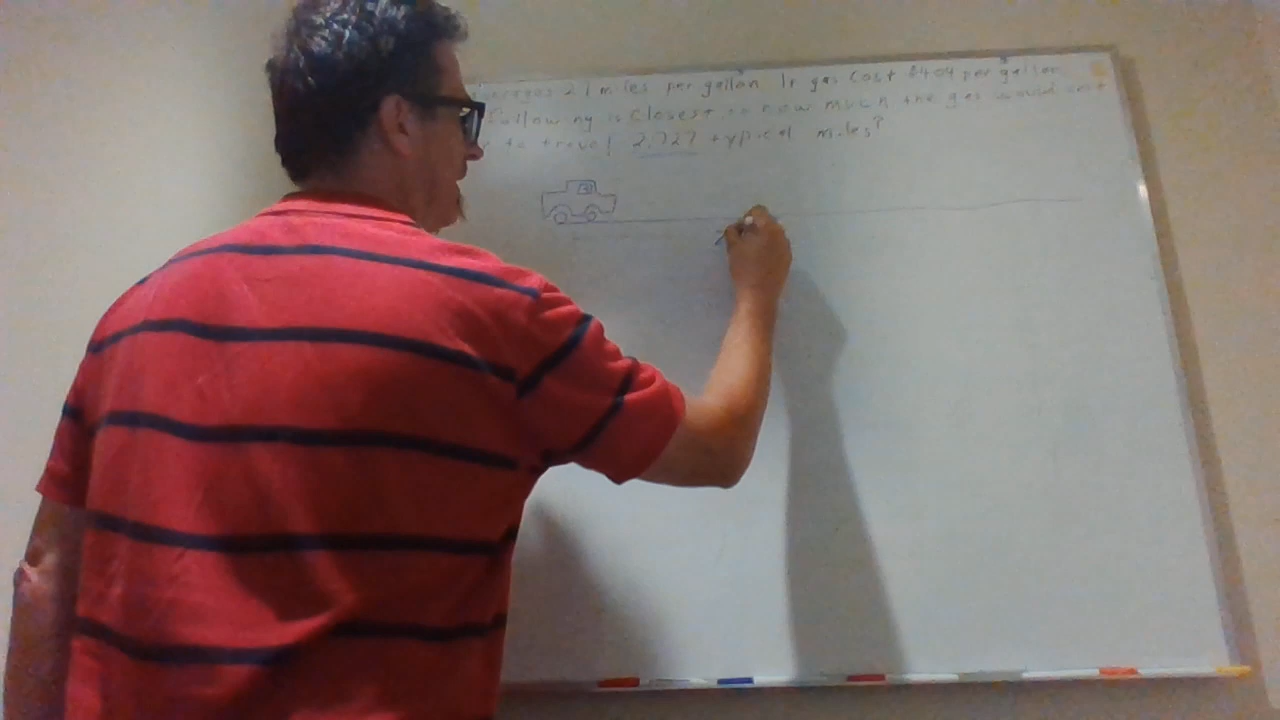 21 miles per gallon If gas cost $4.04 per gallon
following is closest to how much the gas would cost
to travel 2,727 typical miles?